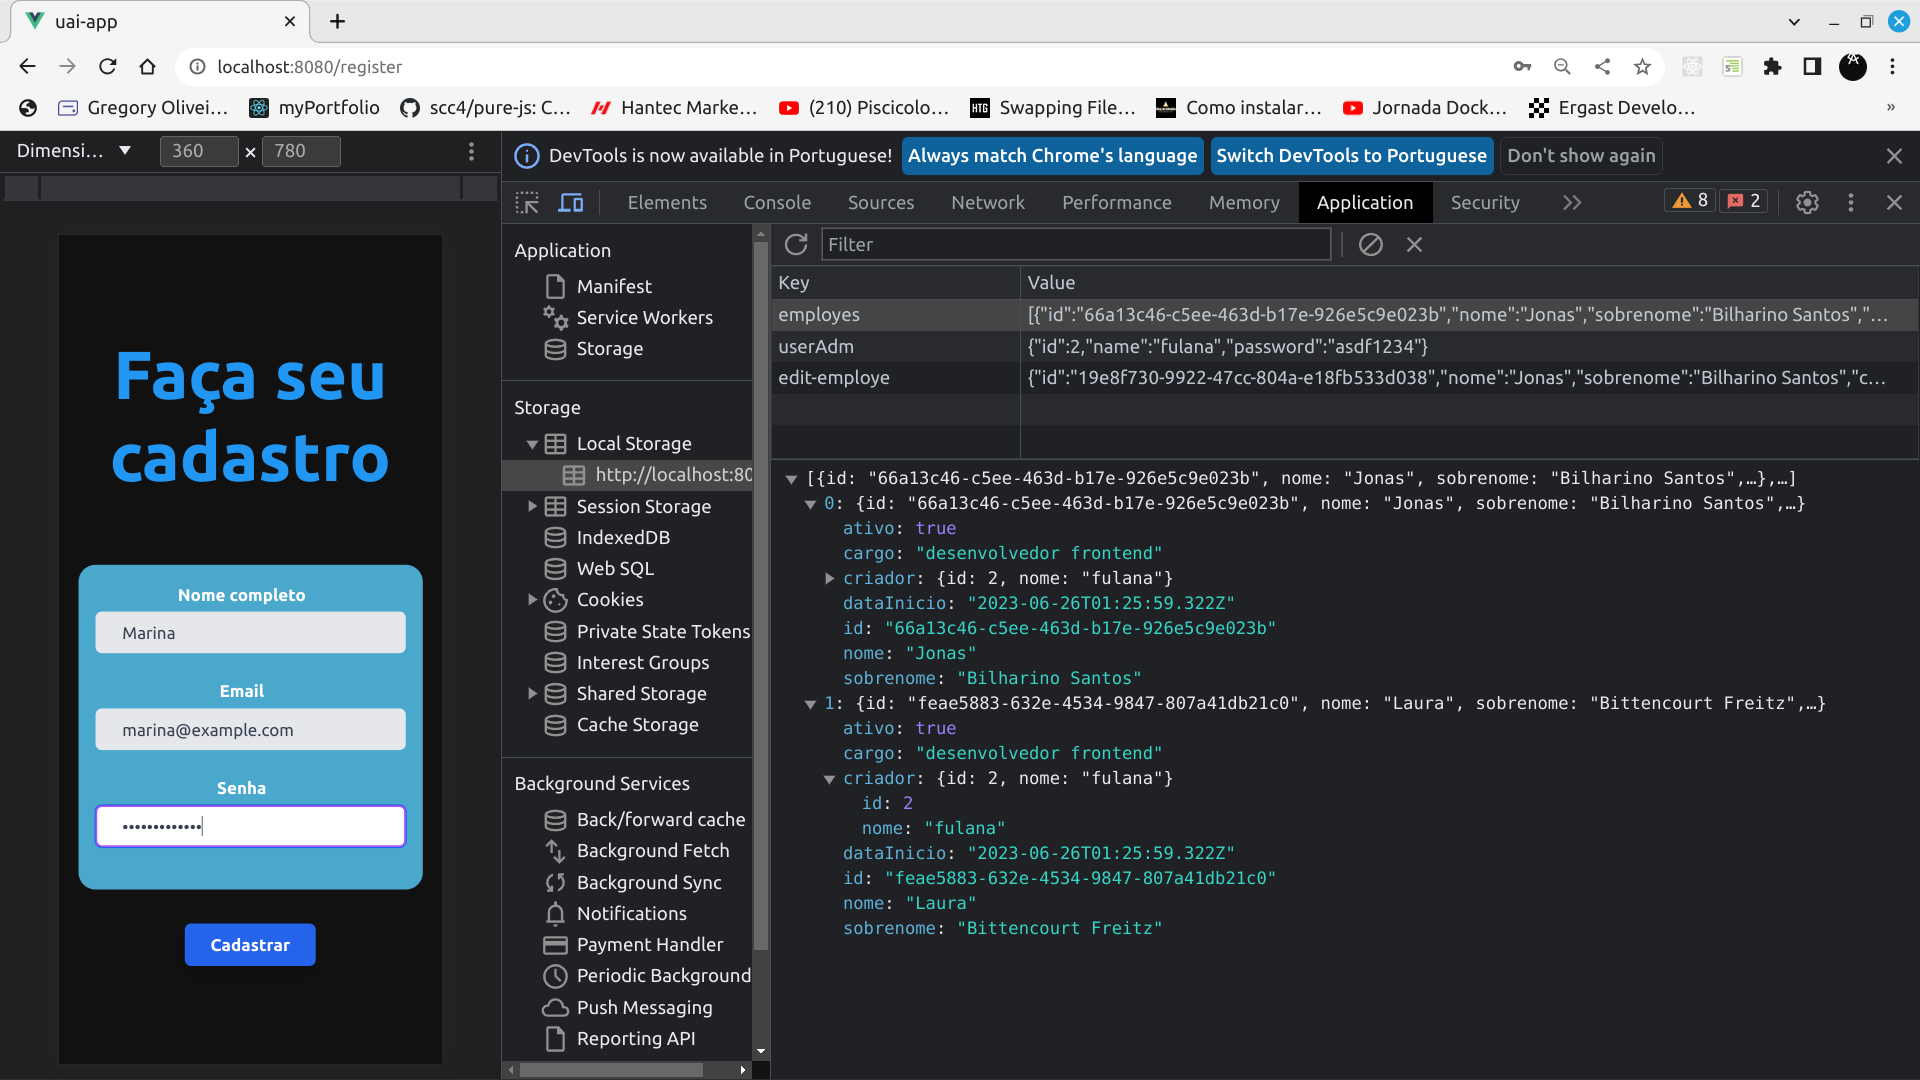 uai-app
localhost:8080/register
Gregory Olivei...
myPortfolio
scc4/pure-js: C...
Hantec Marke...
(210) Piscicolo...
HTG
Swapping File...
Como instalar...
Jornada Dock...
Ergast Develo...
»
Dimensi...
360
×
780
DevTools is now available in Portuguese!
Always match Chrome's language
Switch DevTools to Portuguese
Don't show again
Elements
Console
Sources
Network
Performance
Memory
Application
Security
8
2
Faça seu
cadastro
Nome completo
Marina
Email
marina@example.com
Senha
•••••••••••••
Cadastrar
Application
Manifest
Service Workers
Storage
Storage
Local Storage
http://localhost:80
Session Storage
IndexedDB
Web SQL
Cookies
Private State Tokens
Interest Groups
Shared Storage
Cache Storage
Background Services
Back/forward cache
Background Fetch
Background Sync
Notifications
Payment Handler
Periodic Background
Push Messaging
Reporting API
Filter
Key
Value
employes
[{"id":"66a13c46-c5ee-463d-b17e-926e5c9e023b","nome":"Jonas","sobrenome":"Bilharino Santos","...
userAdm
{"id":2,"name":"fulana","password":"asdf1234"}
edit-employe
{"id":"19e8f730-9922-47cc-804a-e18fb533d038","nome":"Jonas","sobrenome":"Bilharino Santos","c...
[{id: "66a13c46-c5ee-463d-b17e-926e5c9e023b", nome: "Jonas", sobrenome: "Bilharino Santos",…},…]
0: {id: "66a13c46-c5ee-463d-b17e-926e5c9e023b", nome: "Jonas", sobrenome: "Bilharino Santos",…}
ativo: true
cargo: "desenvolvedor frontend"
criador: {id: 2, nome: "fulana"}
dataInicio: "2023-06-26T01:25:59.322Z"
id: "66a13c46-c5ee-463d-b17e-926e5c9e023b"
nome: "Jonas"
sobrenome: "Bilharino Santos"
1: {id: "feae5883-632e-4534-9847-807a41db21c0", nome: "Laura", sobrenome: "Bittencourt Freitz",…}
ativo: true
cargo: "desenvolvedor frontend"
criador: {id: 2, nome: "fulana"}
id: 2
nome: "fulana"
dataInicio: "2023-06-26T01:25:59.322Z"
id: "feae5883-632e-4534-9847-807a41db21c0"
nome: "Laura"
sobrenome: "Bittencourt Freitz"